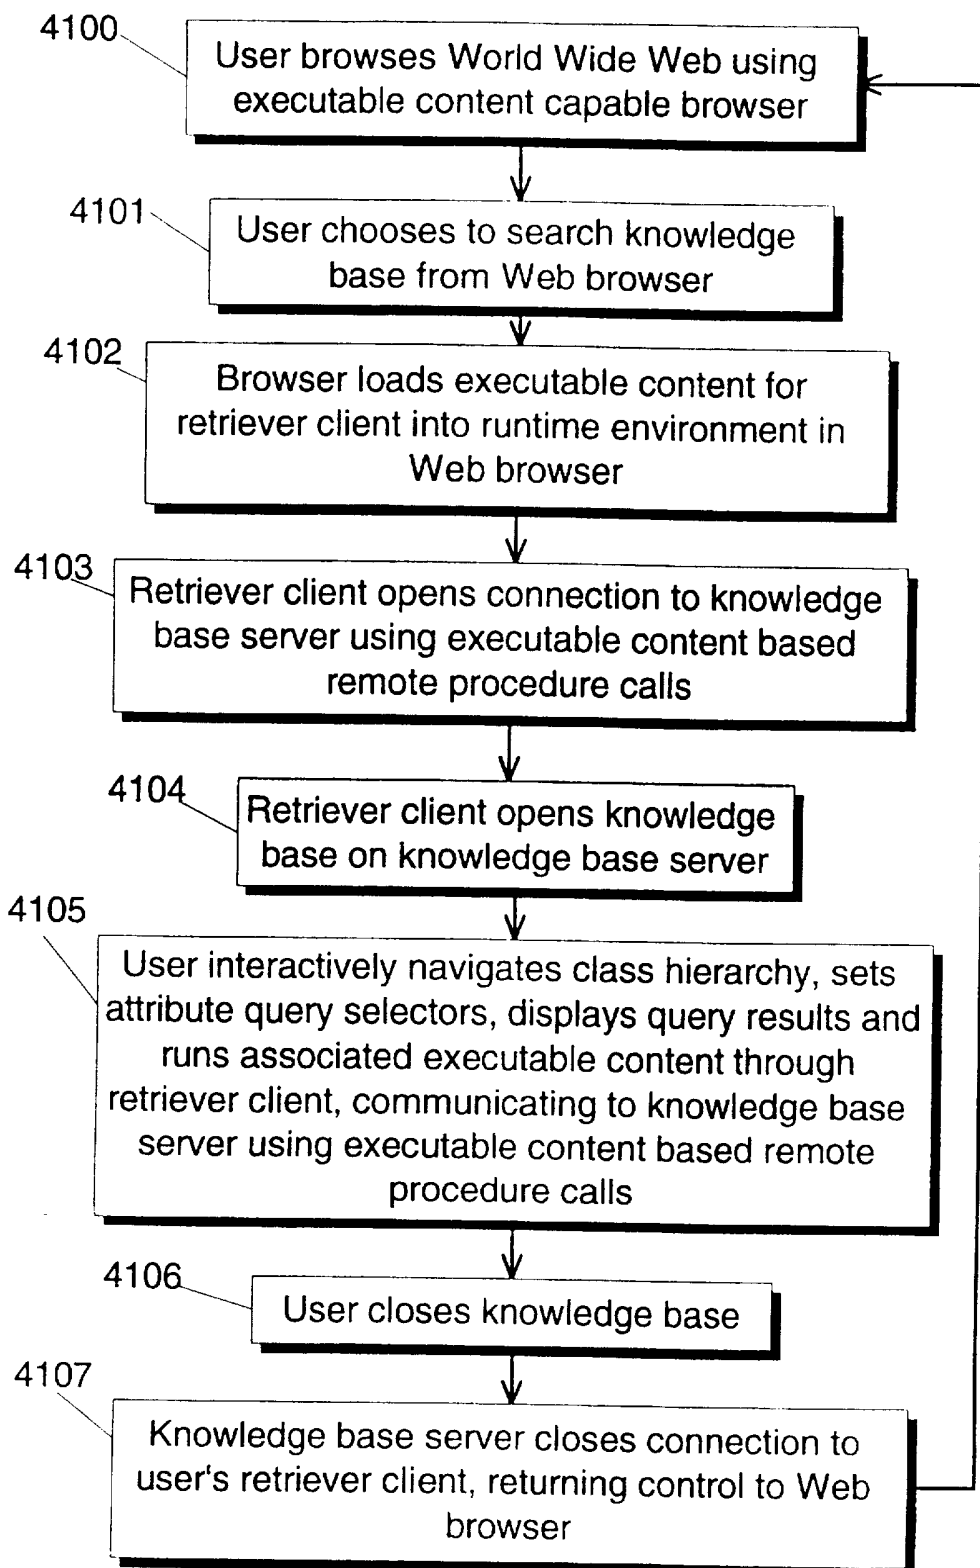 4100
User browses World Wide Web using
executable content capable browser
4101
User chooses to search knowledge
base from Web browser
4102
Browser loads executable content for
retriever client into runtime environment in
Web browser
4103
Retriever client opens connection to knowledge
base server using executable content based
remote procedure calls
4104
Retriever client opens knowledge
base on knowledge base server
4105
User interactively navigates class hierarchy, sets
attribute query selectors, displays query results and
runs associated executable content through
retriever client, communicating to knowledge base
server using executable content based remote
procedure calls
4106
User closes knowledge base
4107
Knowledge base server closes connection to
user's retriever client, returning control to Web
browser